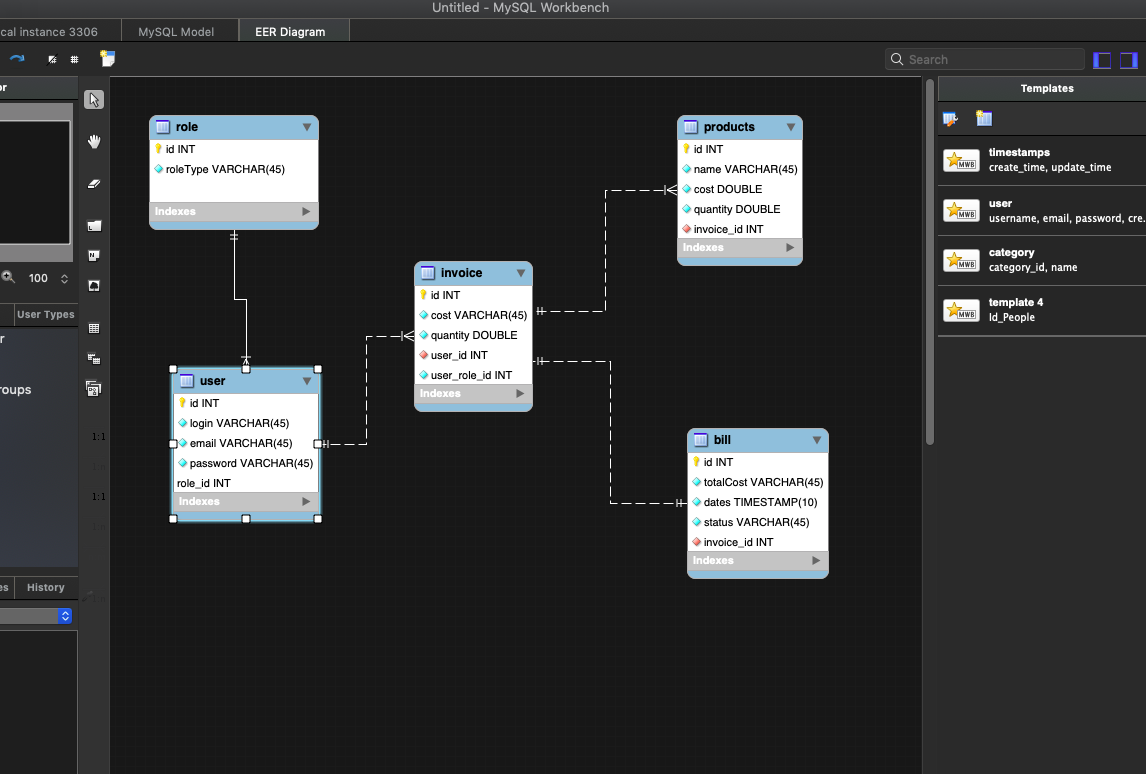 Untitled - MySQL Workbench
cal instance 3306
MySQL Model
EER Diagram
Search
or
Templates
timestamps
create_time, update_time
user
username, email, password, cre.
category
category_id, name
template 4
Id_People
100
User Types
r
roups
1:1
1:1
es
History
role
id INT
roleType VARCHAR(45)
Indexes
products
id INT
name VARCHAR(45)
cost DOUBLE
quantity DOUBLE
invoice_id INT
Indexes
invoice
id INT
cost VARCHAR(45)
quantity DOUBLE
user_id INT
user_role_id INT
Indexes
user
id INT
login VARCHAR(45)
email VARCHAR(45)
password VARCHAR(45)
role_id INT
Indexes
bill
id INT
totalCost VARCHAR(45)
dates TIMESTAMP(10)
status VARCHAR(45)
invoice_id INT
Indexes
MWB
MWB
MWB
MWB